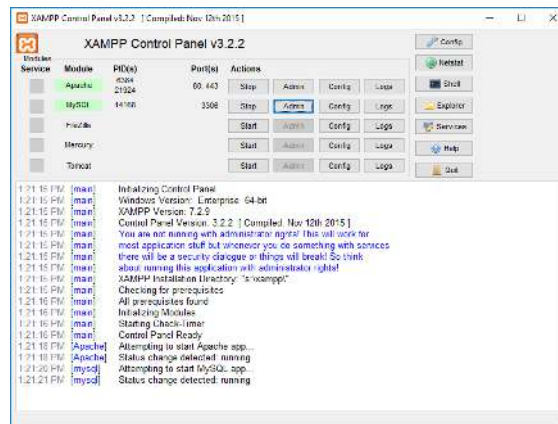 XAMPP Control Panel v3.2.2 [ Compiled: Nov 12th 2015 ]
XAMPP Control Panel v3.2.2
Config
Modules
Service Module PID(s) Port(s) Actions
Netstat
Apache 21924 80, 443 Stop Admin Config Logs
Shell
MySQL 14168 3306 Stop Admin Config Logs
Explorer
FileZilla Start Admin Config Logs
Services
Mercury Start Admin Config Logs
Help
Tomcat Start Admin Config Logs
Quit
1:21:15 PM [main] Initializing Control Panel
1:21:15 PM [main] Windows Version: Enterprise 64-bit
1:21:15 PM [main] XAMPP Version: 7.2.9
1:21:15 PM [main] Control Panel Version: 3.2.2 [ Compiled: Nov 12th 2015 ]
1:21:15 PM [main] You are not running with administrator rights! This will work for
1:21:15 PM [main] most application stuff but whenever you do something with services
1:21:15 PM [main] there will be a security dialogue or things will break! So think
1:21:15 PM [main] about running this application with administrator rights!
1:21:15 PM [main] XAMPP Installation Directory: "s:\xampp\"
1:21:15 PM [main] Checking for prerequisites
1:21:16 PM [main] All prerequisites found
1:21:16 PM [main] Initializing Modules
1:21:16 PM [main] Starting Check-Timer
1:21:16 PM [main] Control Panel Ready
1:21:18 PM [Apache] Attempting to start Apache app...
1:21:18 PM [Apache] Status change detected: running
1:21:20 PM [mysql] Attempting to start MySQL app...
1:21:21 PM [mysql] Status change detected: running